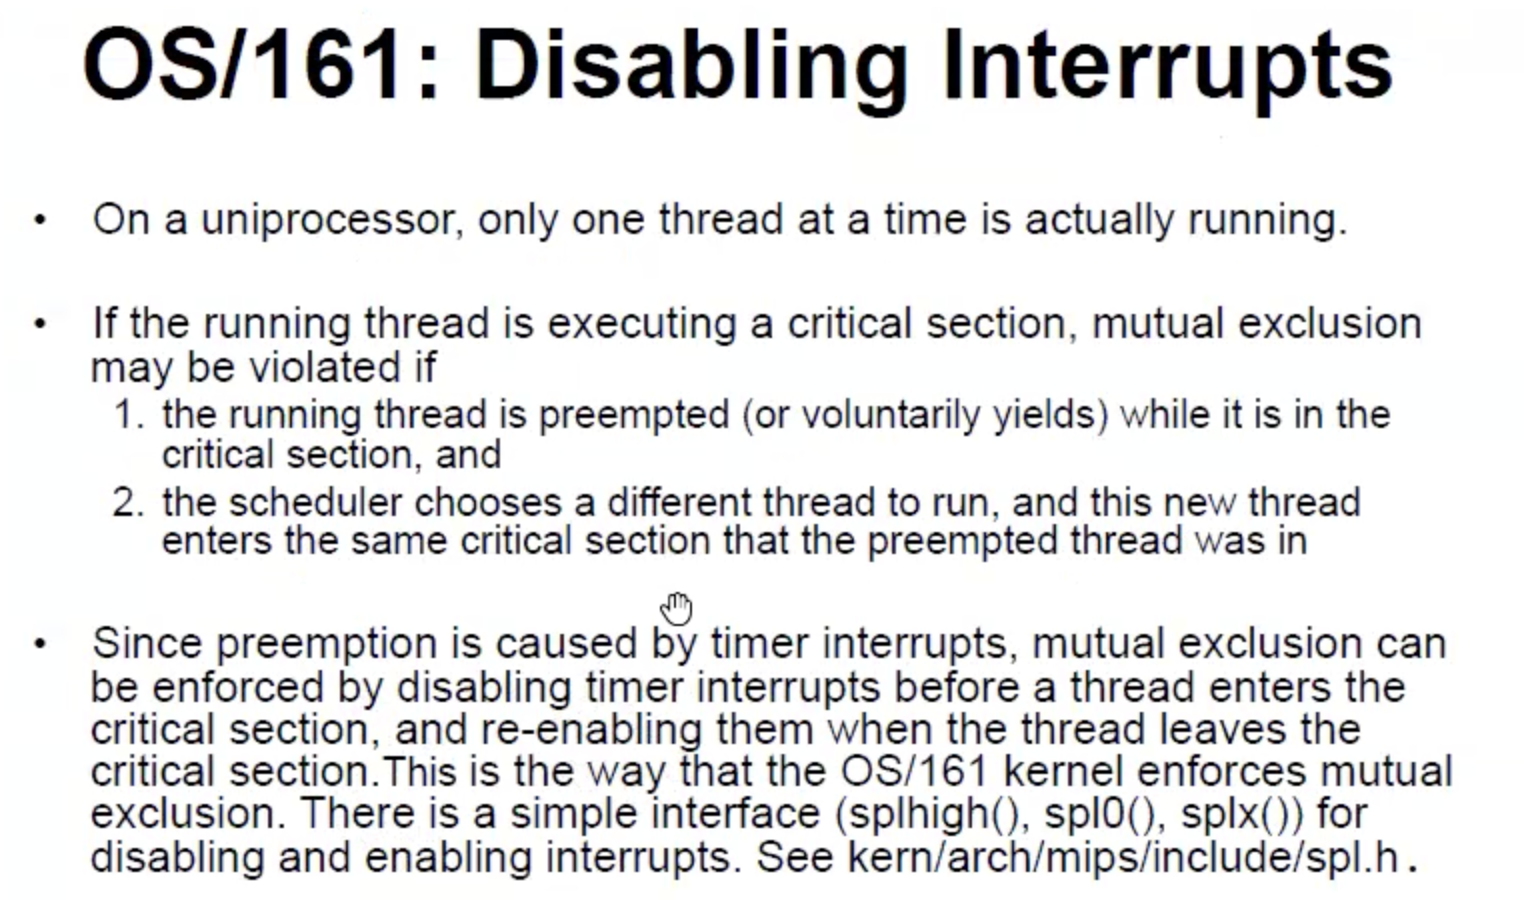 OS/161: Disabling Interrupts
• On a uniprocessor, only one thread at a time is actually running.
• If the running thread is executing a critical section, mutual exclusion
may be violated if
1. the running thread is preempted (or voluntarily yields) while it is in the
critical section, and
2. the scheduler chooses a different thread to run, and this new thread
enters the same critical section that the preempted thread was in
• Since preemption is caused by timer interrupts, mutual exclusion can
be enforced by disabling timer interrupts before a thread enters the
critical section, and re-enabling them when the thread leaves the
critical section.This is the way that the OS/161 kernel enforces mutual
exclusion. There is a simple interface (splhigh(), spl0(), splx()) for
disabling and enabling interrupts. See kern/arch/mips/include/spl.h .